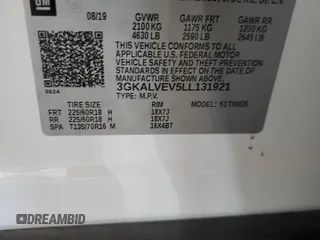 GM
08/19 GVWR GAWR FRT GAWR RR
2100 KG 1175 KG 1200 KG
4630 LB 2590 LB 2645 LB
THIS VEHICLE CONFORMS TO ALL APPLICABLE
U.S. FEDERAL MOTOR VEHICLE SAFETY
STANDARDS IN EFFECT ON THE DATE OF
MANUFACTURE SHOWN ABOVE.
3GKALVEV5LL131921
TYPE: M.P.V. MODEL:
TIRE SIZE RIM
FRT 225/60R18 H 18X7J
RR 225/60R18 H 18X7J
SPA T135/70R16 M 16X4BT
8624
DREAMBID